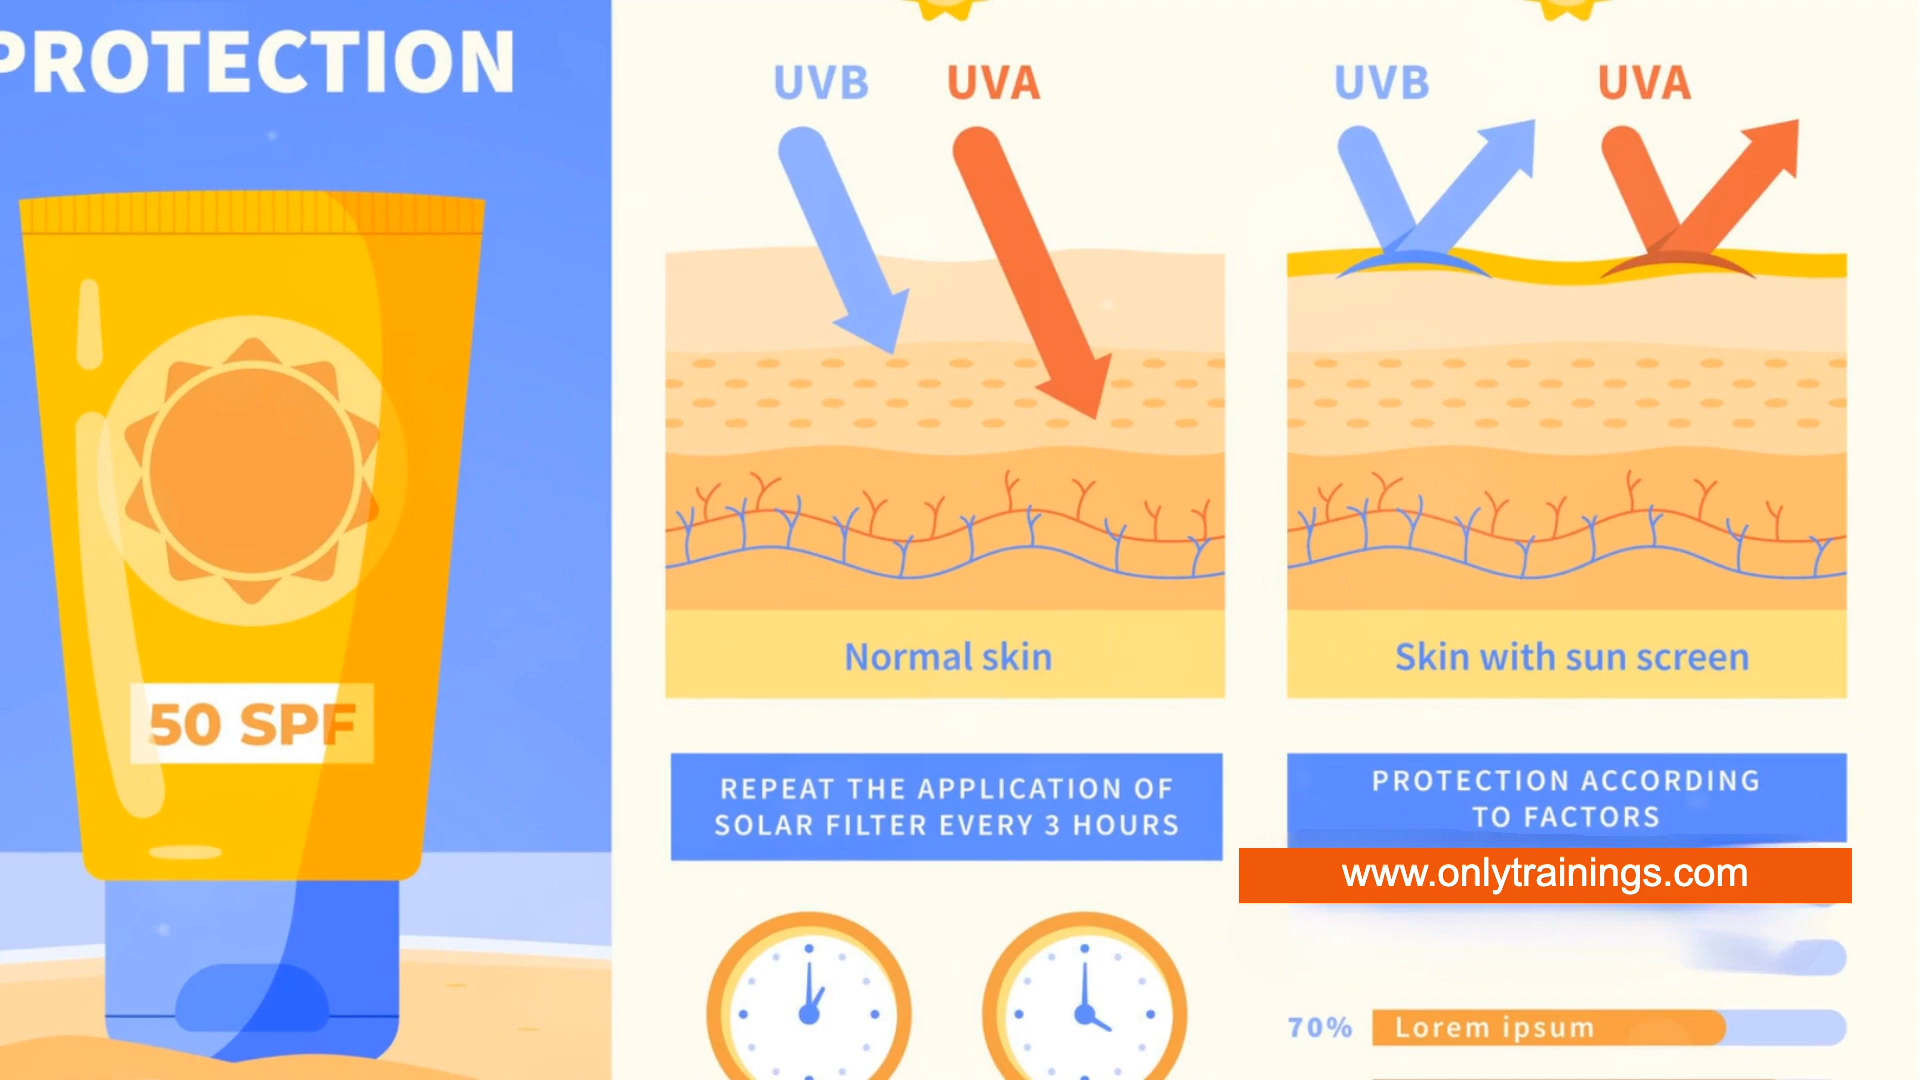 PROTECTION
50 SPF
UVB UVA
Normal skin
UVB UVA
Skin with sun screen
REPEAT THE APPLICATION OF
SOLAR FILTER EVERY 3 HOURS
PROTECTION ACCORDING
TO FACTORS
www.onlytrainings.com
70% Lorem ipsum